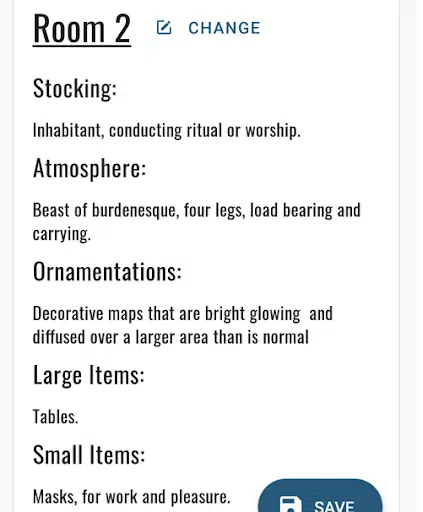 Room 2 CHANGE
Stocking:
Inhabitant, conducting ritual or worship.
Atmosphere:
Beast of burdenesque, four legs, load bearing and
carrying.
Ornamentations:
Decorative maps that are bright glowing  and
diffused over a larger area than is normal
Large Items:
Tables.
Small Items:
Masks, for work and pleasure.
SAVE